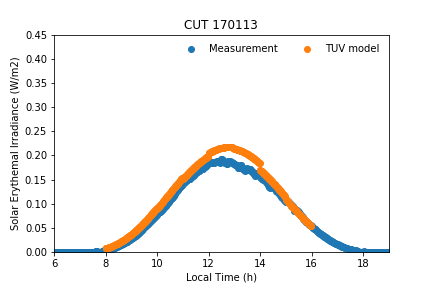 CUT 170113
0.45
0.40
0.35
0.30
0.25
0.20
0.15
0.10
0.05
0.00
Solar Erythemal Irradiance (W/m2)
Measurement
TUV model
6 8 10 12 14 16 18
Local Time (h)